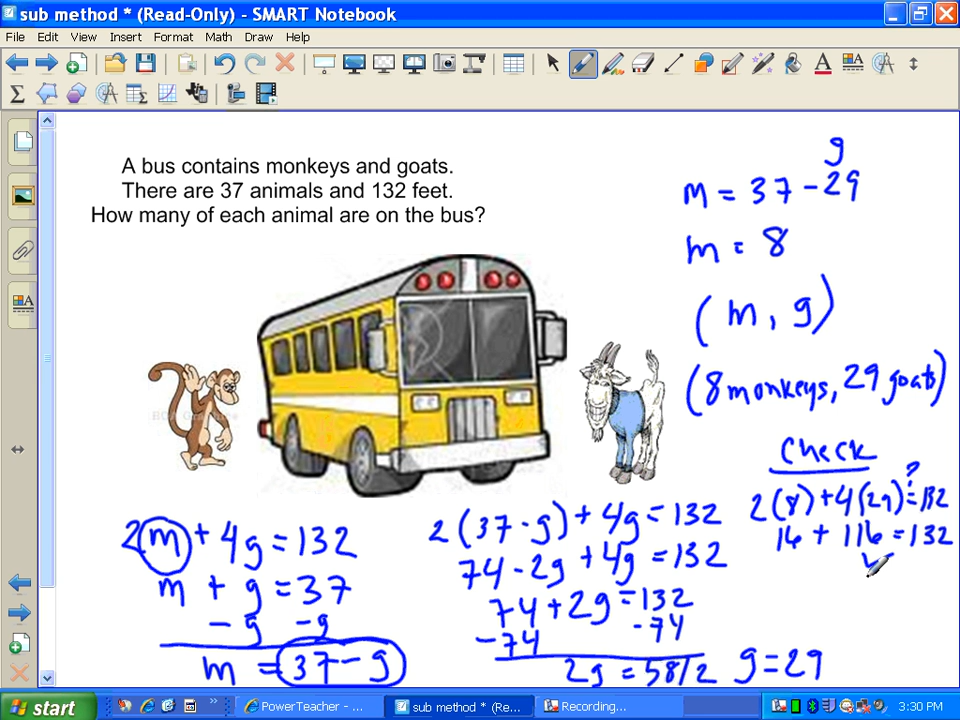 sub method * (Read-Only) - SMART Notebook
File Edit View Insert Format Math Draw Help
A bus contains monkeys and goats.
There are 37 animals and 132 feet.
How many of each animal are on the bus?
2m + 4g = 132
m + g = 37
-g -g
m = 37 - g
2(37 - g) + 4g = 132
74 - 2g + 4g = 132
74 + 2g = 132
-74 -74
2g = 58/2 g = 29
g
m = 37 - 29
m = 8
(m, g)
(8 monkeys, 29 goats)
Check
?
2(8) + 4(29) = 132
16 + 116 = 132
✓
start
PowerTeacher - ...
sub method * (Re...
Recording...
3:30 PM